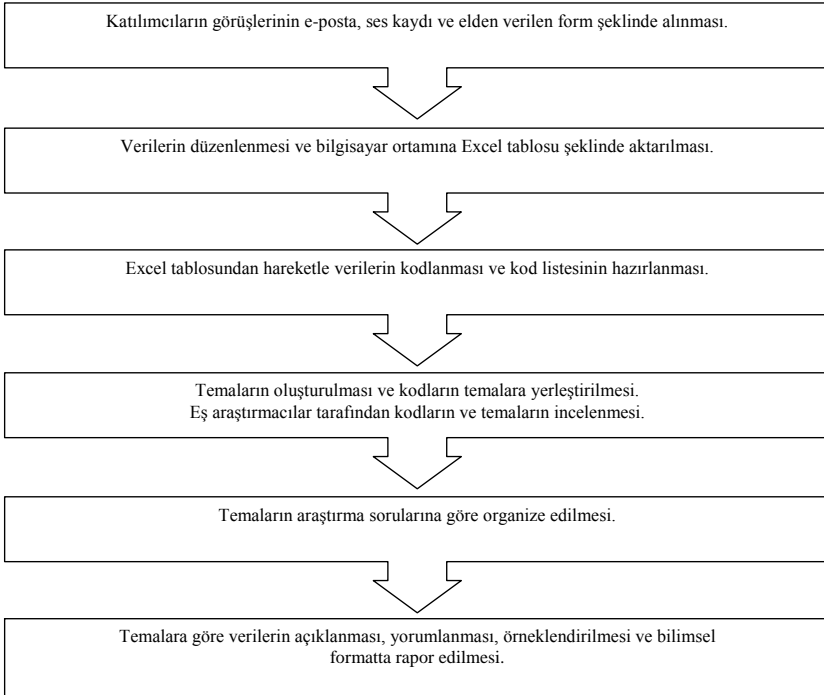 Katılımcıların görüşlerinin e-posta, ses kaydı ve elden verilen form şeklinde alınması.
Verilerin düzenlenmesi ve bilgisayar ortamına Excel tablosu şeklinde aktarılması.
Excel tablosundan hareketle verilerin kodlanması ve kod listesinin hazırlanması.
Temaların oluşturulması ve kodların temalara yerleştirilmesi.
Eş araştırmacılar tarafından kodların ve temaların incelenmesi.
Temaların araştırma sorularına göre organize edilmesi.
Temalara göre verilerin açıklanması, yorumlanması, örneklendirilmesi ve bilimsel
formatta rapor edilmesi.